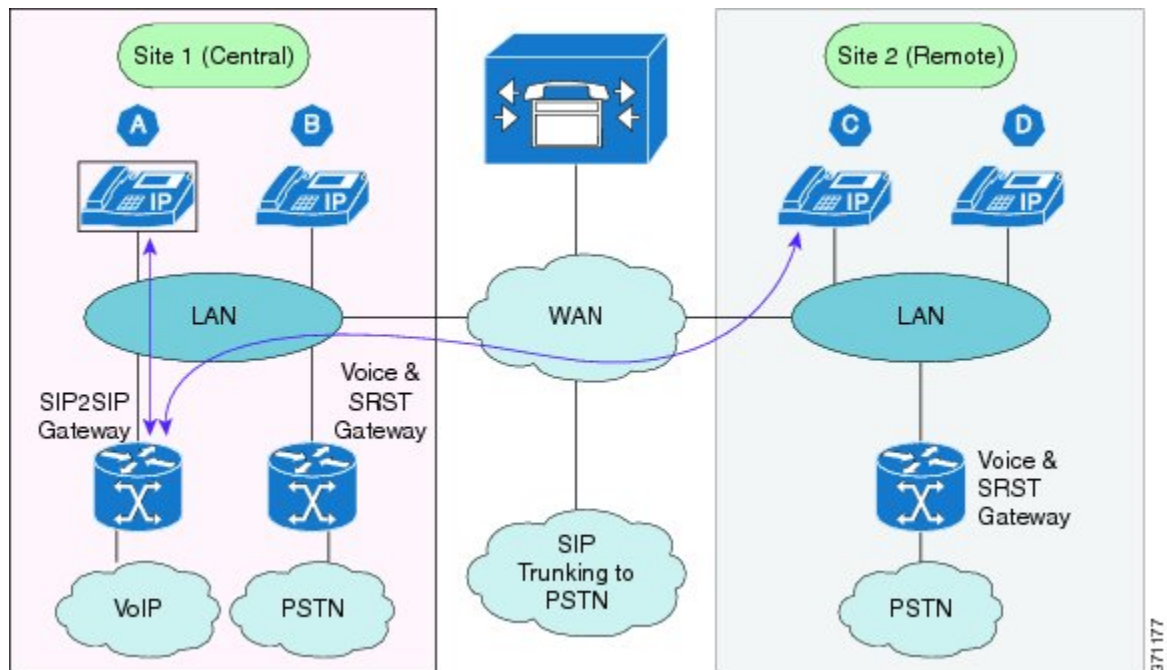 Site 1 (Central)
Site 2 (Remote)
A
B
C
D
IP
IP
IP
IP
LAN
WAN
LAN
SIP2SIP
Gateway
Voice &
SRST
Gateway
Voice &
SRST
Gateway
VoIP
PSTN
SIP
Trunking to
PSTN
PSTN
371177